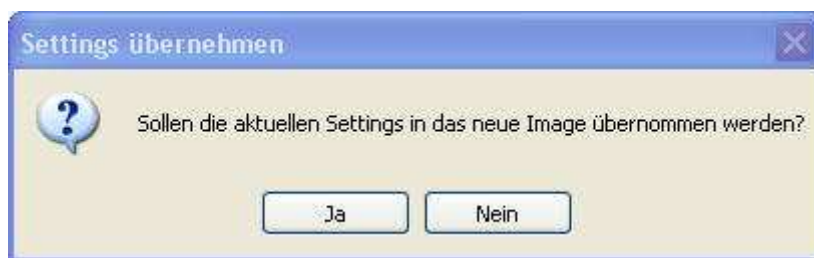 Settings übernehmen
Sollen die aktuellen Settings in das neue Image übernommen werden?
Ja
Nein